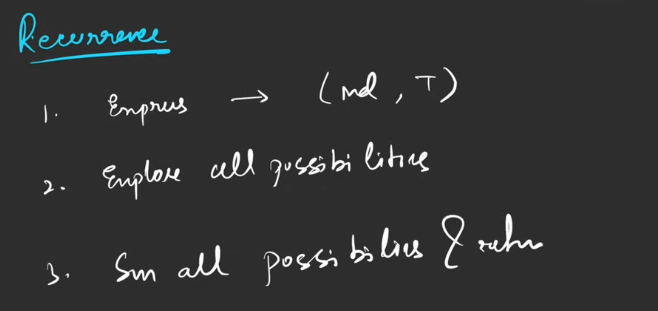 Recurrence
1. Express → (ind, T)
2. Explore all possibilities
3. Sum all possibilities & return